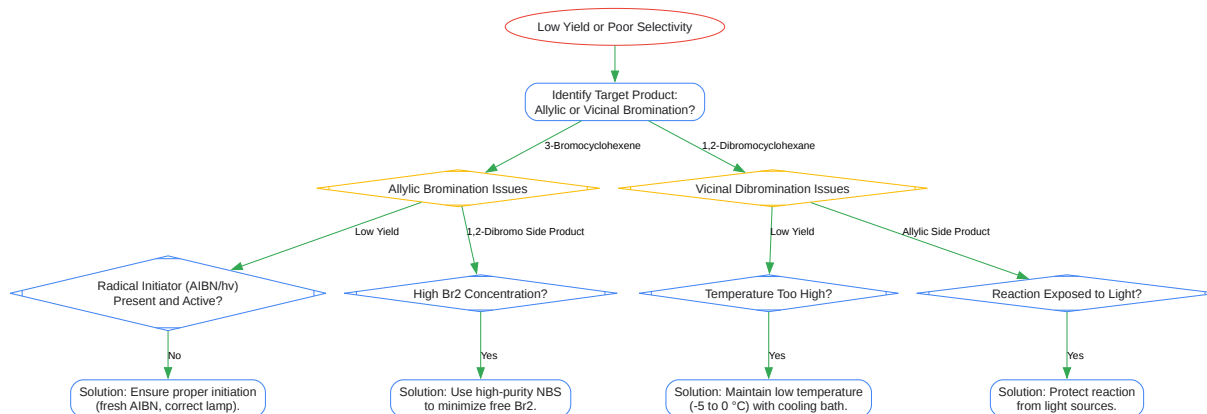 Low Yield or Poor Selectivity
Identify Target Product:
Allylic or Vicinal Bromination?
3-Bromocyclohexene
1,2-Dibromocyclohexane
Allylic Bromination Issues
Vicinal Dibromination Issues
Low Yield
1,2-Dibromo Side Product
Low Yield
Allylic Side Product
Radical Initiator (AIBN/hv)
Present and Active?
High Br2 Concentration?
Temperature Too High?
Reaction Exposed to Light?
No
Yes
Yes
Yes
Solution: Ensure proper initiation
(fresh AIBN, correct lamp).
Solution: Use high-purity NBS
to minimize free Br2.
Solution: Maintain low temperature
(-5 to 0 °C) with cooling bath.
Solution: Protect reaction
from light sources.